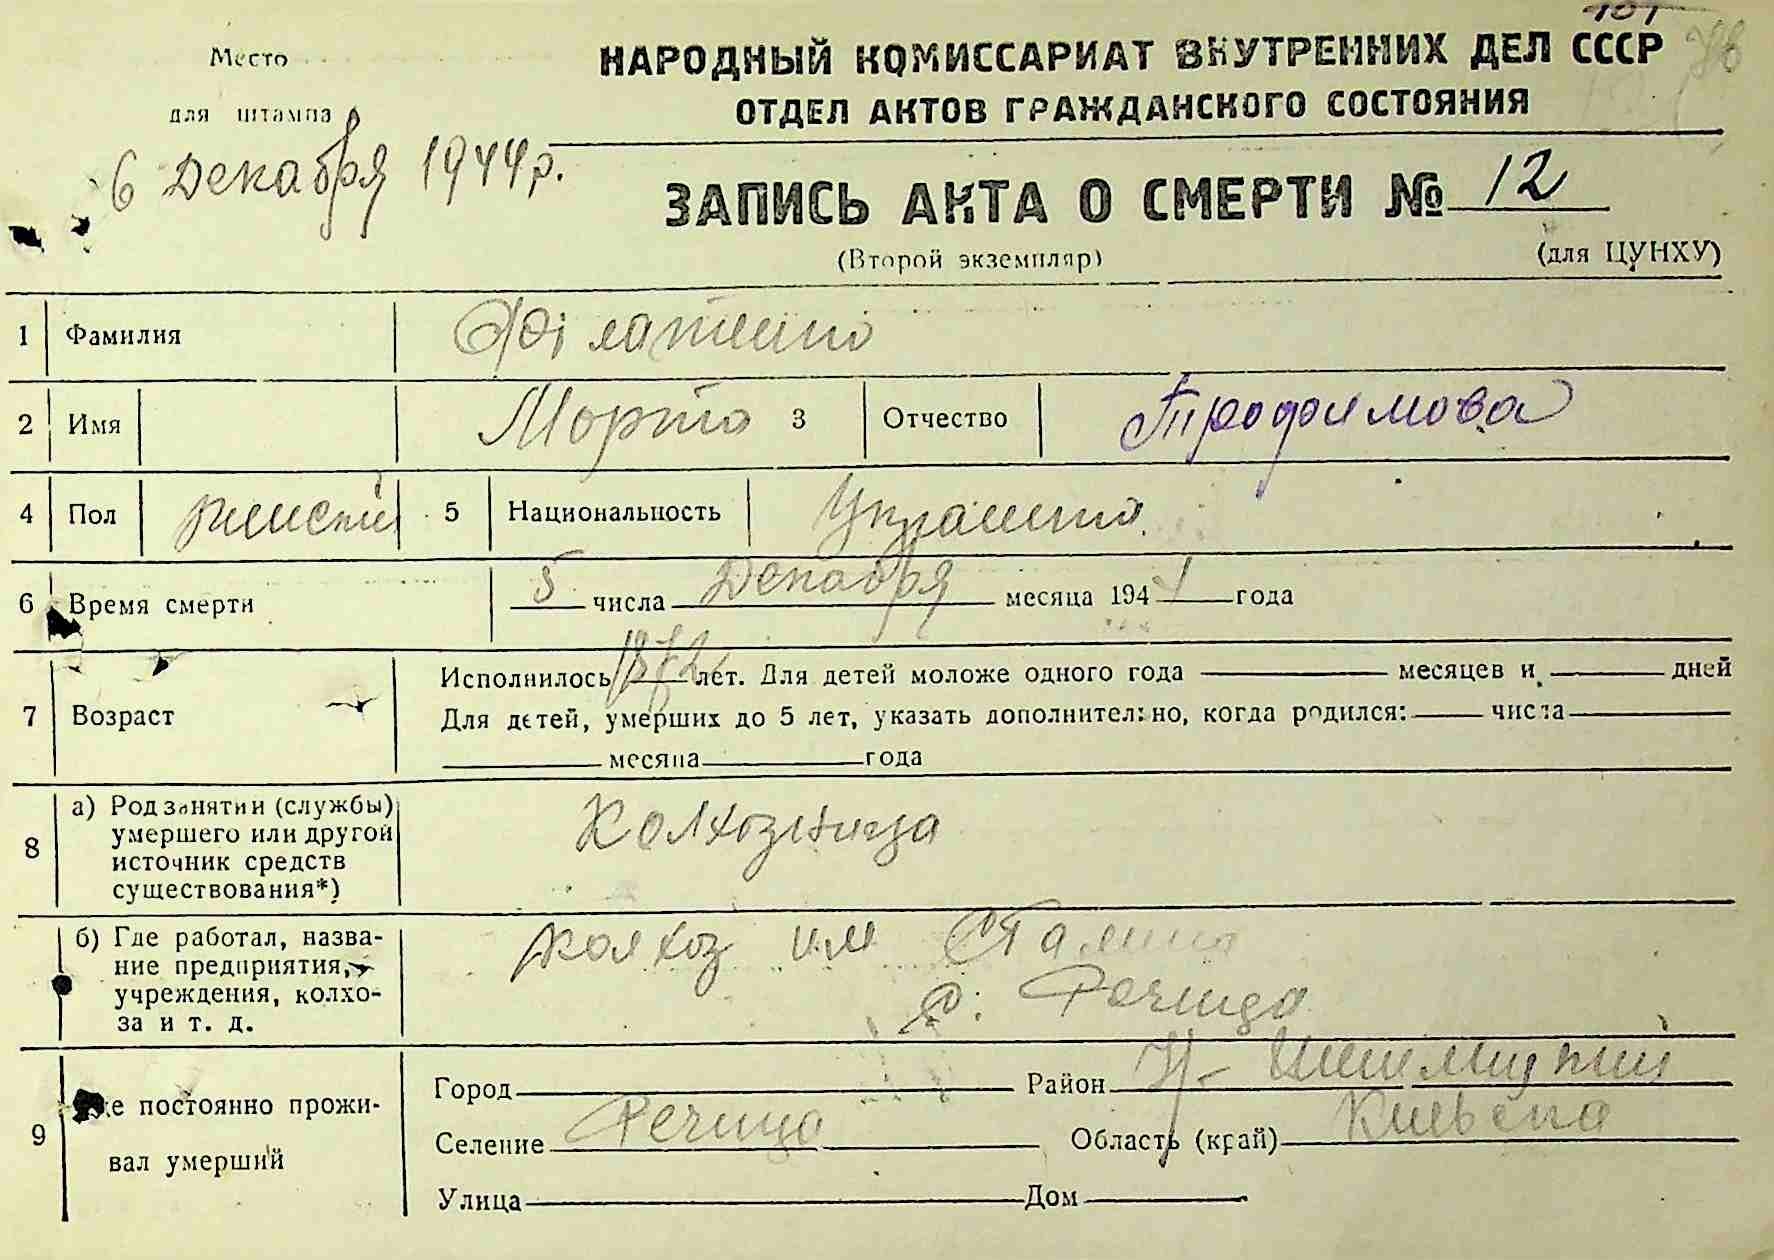 Место
для штампа
6 Декабря 1944 р.
НАРОДНЫЙ КОМИССАРИАТ ВНУТРЕННИХ ДЕЛ СССР
ОТДЕЛ АКТОВ ГРАЖДАНСКОГО СОСТОЯНИЯ
ЗАПИСЬ АКТА О СМЕРТИ № 12
(Второй экземпляр) (для ЦУНХУ)
1 Фамилия
2 Имя Марта 3 Отчество Трофимова
4 Пол 5 Национальность
6 Время смерти 5 числа Декабря месяца 1944 года
7 Возраст Исполнилось 1872 лет. Для детей моложе одного года месяцев и дней
Для детей, умерших до 5 лет, указать дополнительно, когда родился: числа
месяца года
8 а) Род занятий (службы) умершего или другой источник средств существования*) Колхозница
б) Где работал, название предприятия, учреждения, колхоза и т. д. колхоз им Сталина
с. Речица
9 постоянно проживал умерший
Город Район
Селение Речица Область (край) Киевска
Улица Дом